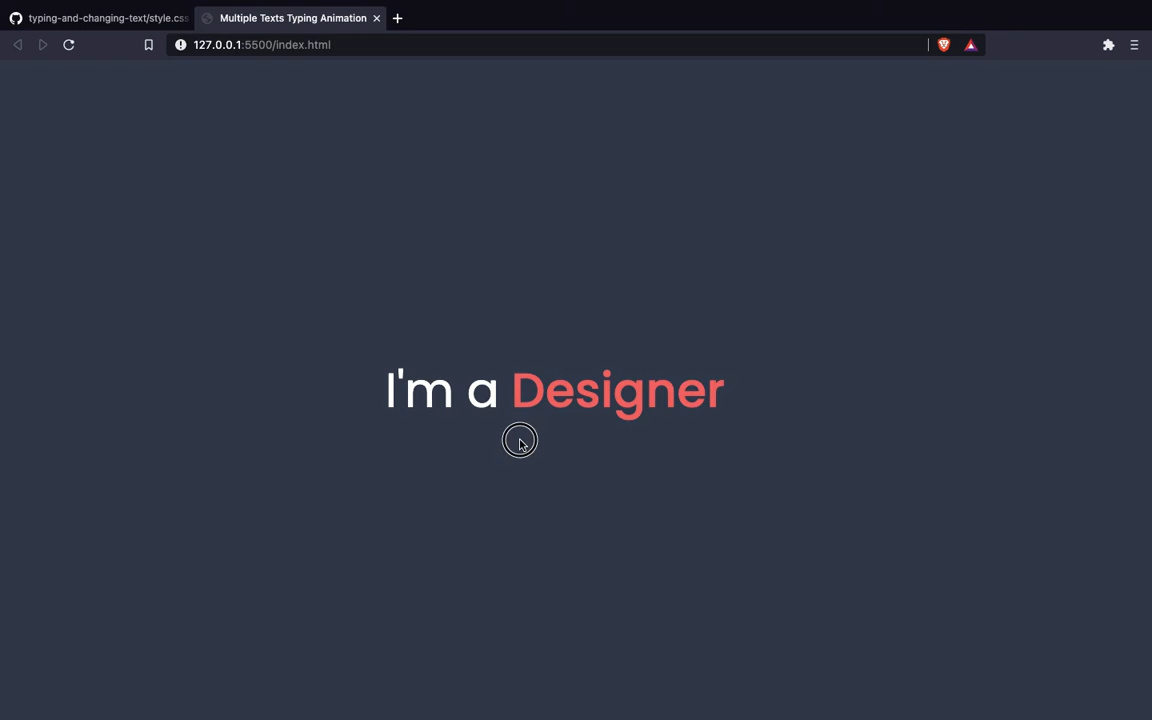 typing-and-changing-text/style.css
Multiple Texts Typing Animation
127.0.0.1:5500/index.html
I'm a Designer